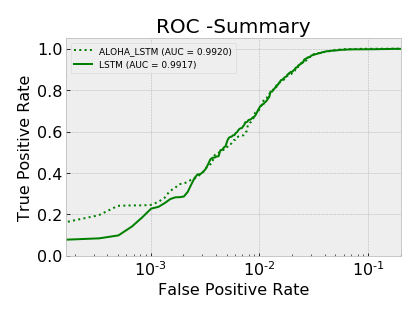 ROC -Summary
ALOHA_LSTM (AUC = 0.9920)
LSTM (AUC = 0.9917)
True Positive Rate
1.0
0.8
0.6
0.4
0.2
0.0
10^-3 10^-2 10^-1
False Positive Rate